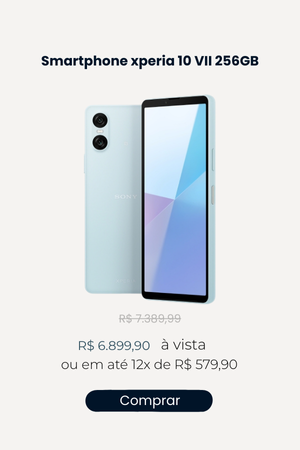 Smartphone xperia 10 VII 256GB
SONY
R$ 7.389,99
R$ 6.899,90 à vista
ou em até 12x de R$ 579,90
Comprar